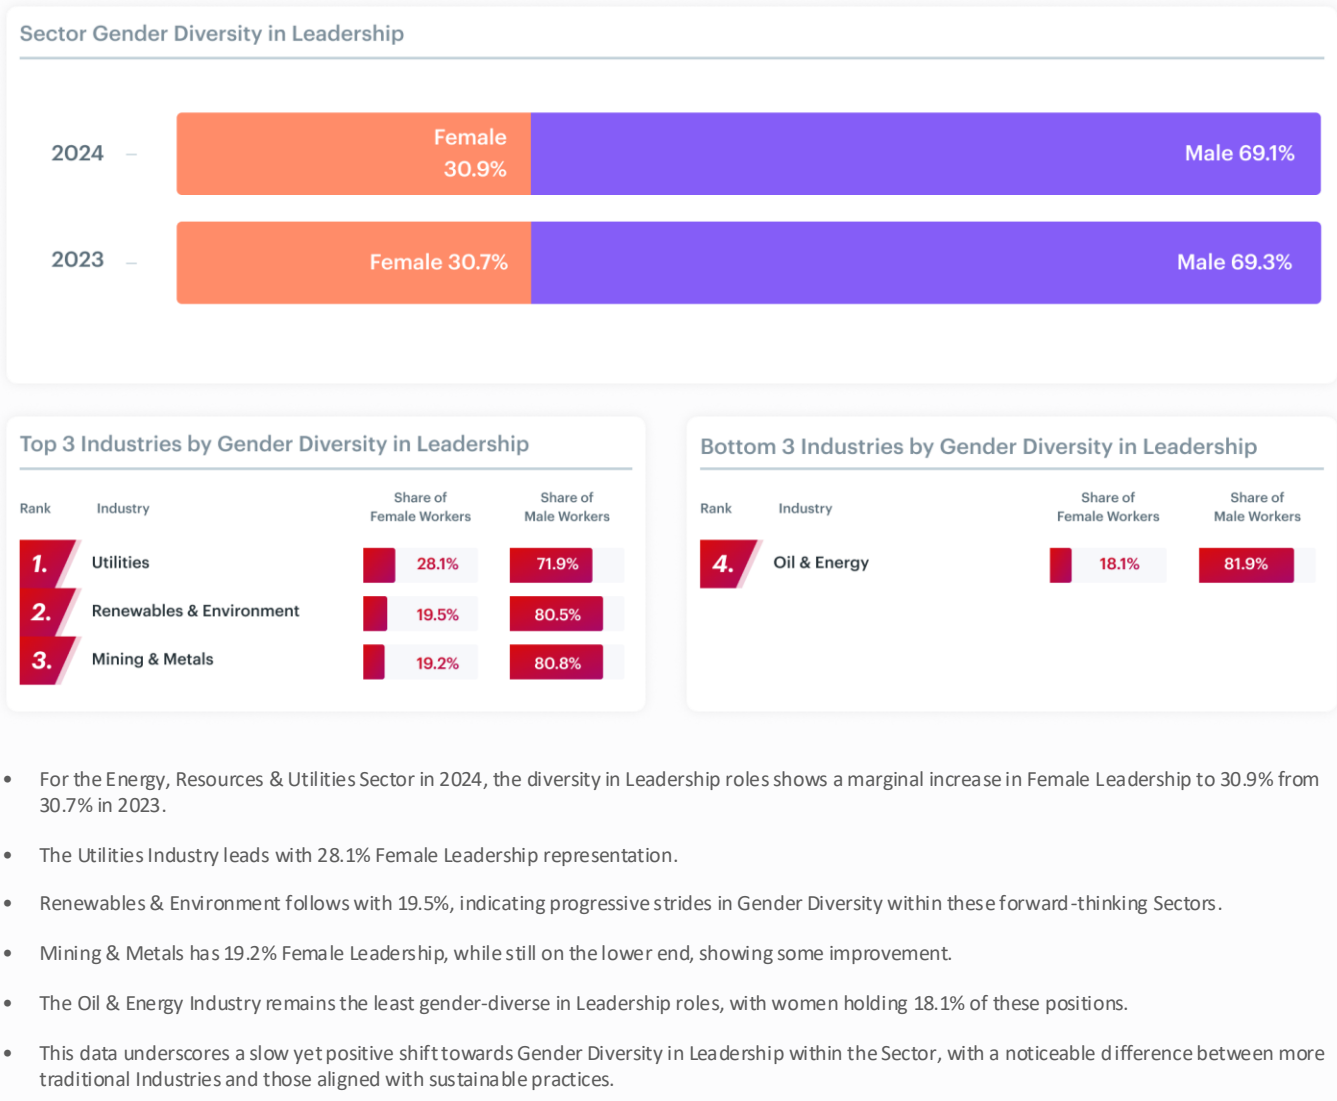 Sector Gender Diversity in Leadership
2024
Female
30.9%
Male 69.1%
2023
Female 30.7%
Male 69.3%
Top 3 Industries by Gender Diversity in Leadership
Rank
Industry
Share of
Female Workers
Share of
Male Workers
1.
Utilities
28.1%
71.9%
2.
Renewables & Environment
19.5%
80.5%
3.
Mining & Metals
19.2%
80.8%
Bottom 3 Industries by Gender Diversity in Leadership
Rank
Industry
Share of
Female Workers
Share of
Male Workers
4.
Oil & Energy
18.1%
81.9%
• For the Energy, Resources & Utilities Sector in 2024, the diversity in Leadership roles shows a marginal increase in Female Leadership to 30.9% from
30.7% in 2023.
• The Utilities Industry leads with 28.1% Female Leadership representation.
• Renewables & Environment follows with 19.5%, indicating progressive strides in Gender Diversity within these forward-thinking Sectors.
• Mining & Metals has 19.2% Female Leadership, while still on the lower end, showing some improvement.
• The Oil & Energy Industry remains the least gender-diverse in Leadership roles, with women holding 18.1% of these positions.
• This data underscores a slow yet positive shift towards Gender Diversity in Leadership within the Sector, with a noticeable difference between more
traditional Industries and those aligned with sustainable practices.